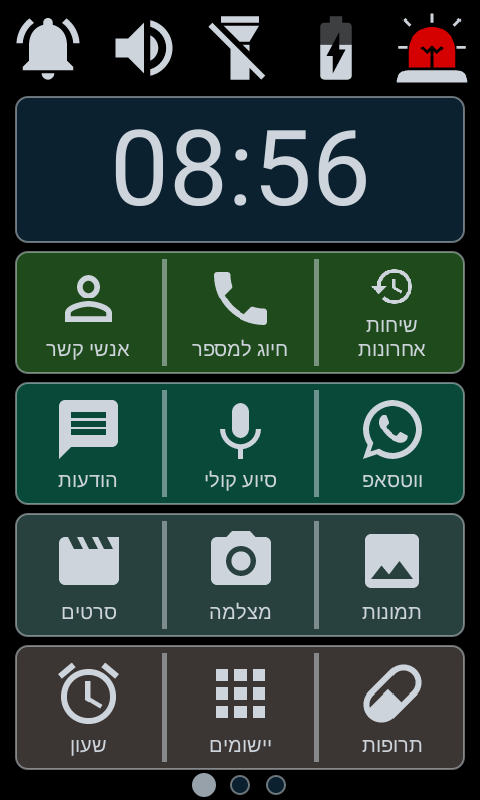 08:56
שיחות
אחרונות
חיוג למספר
אנשי קשר
ווטסאפ
סיוע קולי
הודעות
תמונות
מצלמה
סרטים
תרופות
יישומים
שעון